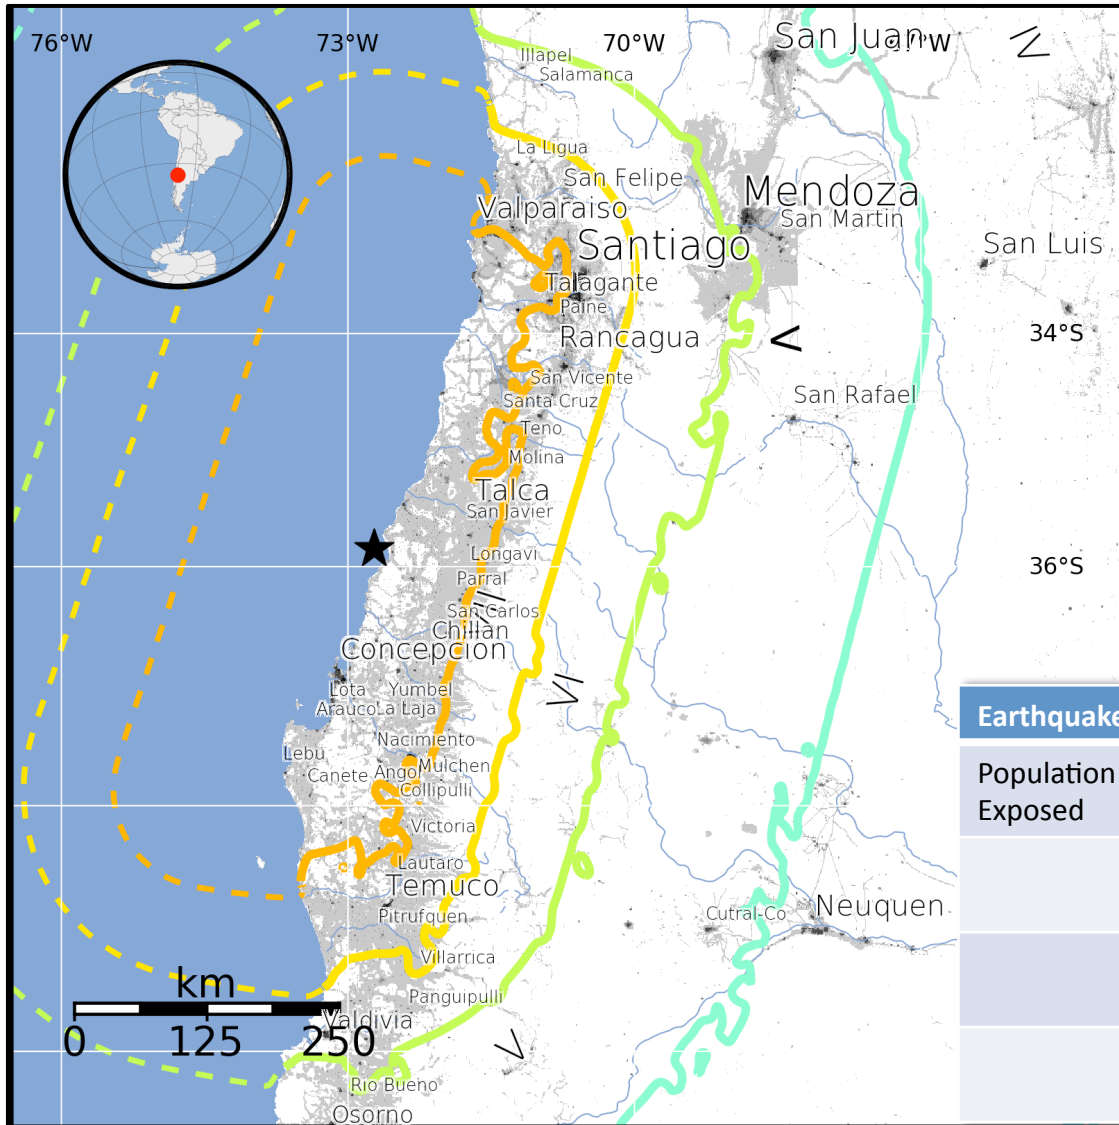 76°W
73°W
70°W
San Juan
IV
Illapel
Salamanca
La Ligua
San Felipe
Mendoza
San Martin
Valparaiso
Santiago
San Luis
Talagante
Paine
Rancagua
V
34°S
San Vicente
San Rafael
Santa Cruz
Teno
Molina
Talca
San Javier
Longavi
36°S
Parral
San Carlos
Chillan
Concepcion
VI
Lota
Yumbel
Arauco
La Laja
Earthquake
Nacimiento
Lebu
Mulchen
Canete
Angol
Population
Exposed
Collipulli
Victoria
Lautaro
Temuco
Neuquen
Pitrufquen
Cutral-Co
Villarrica
km
Panguipulli
Valdivia
0 125 250
V
Rio Bueno
Osorno